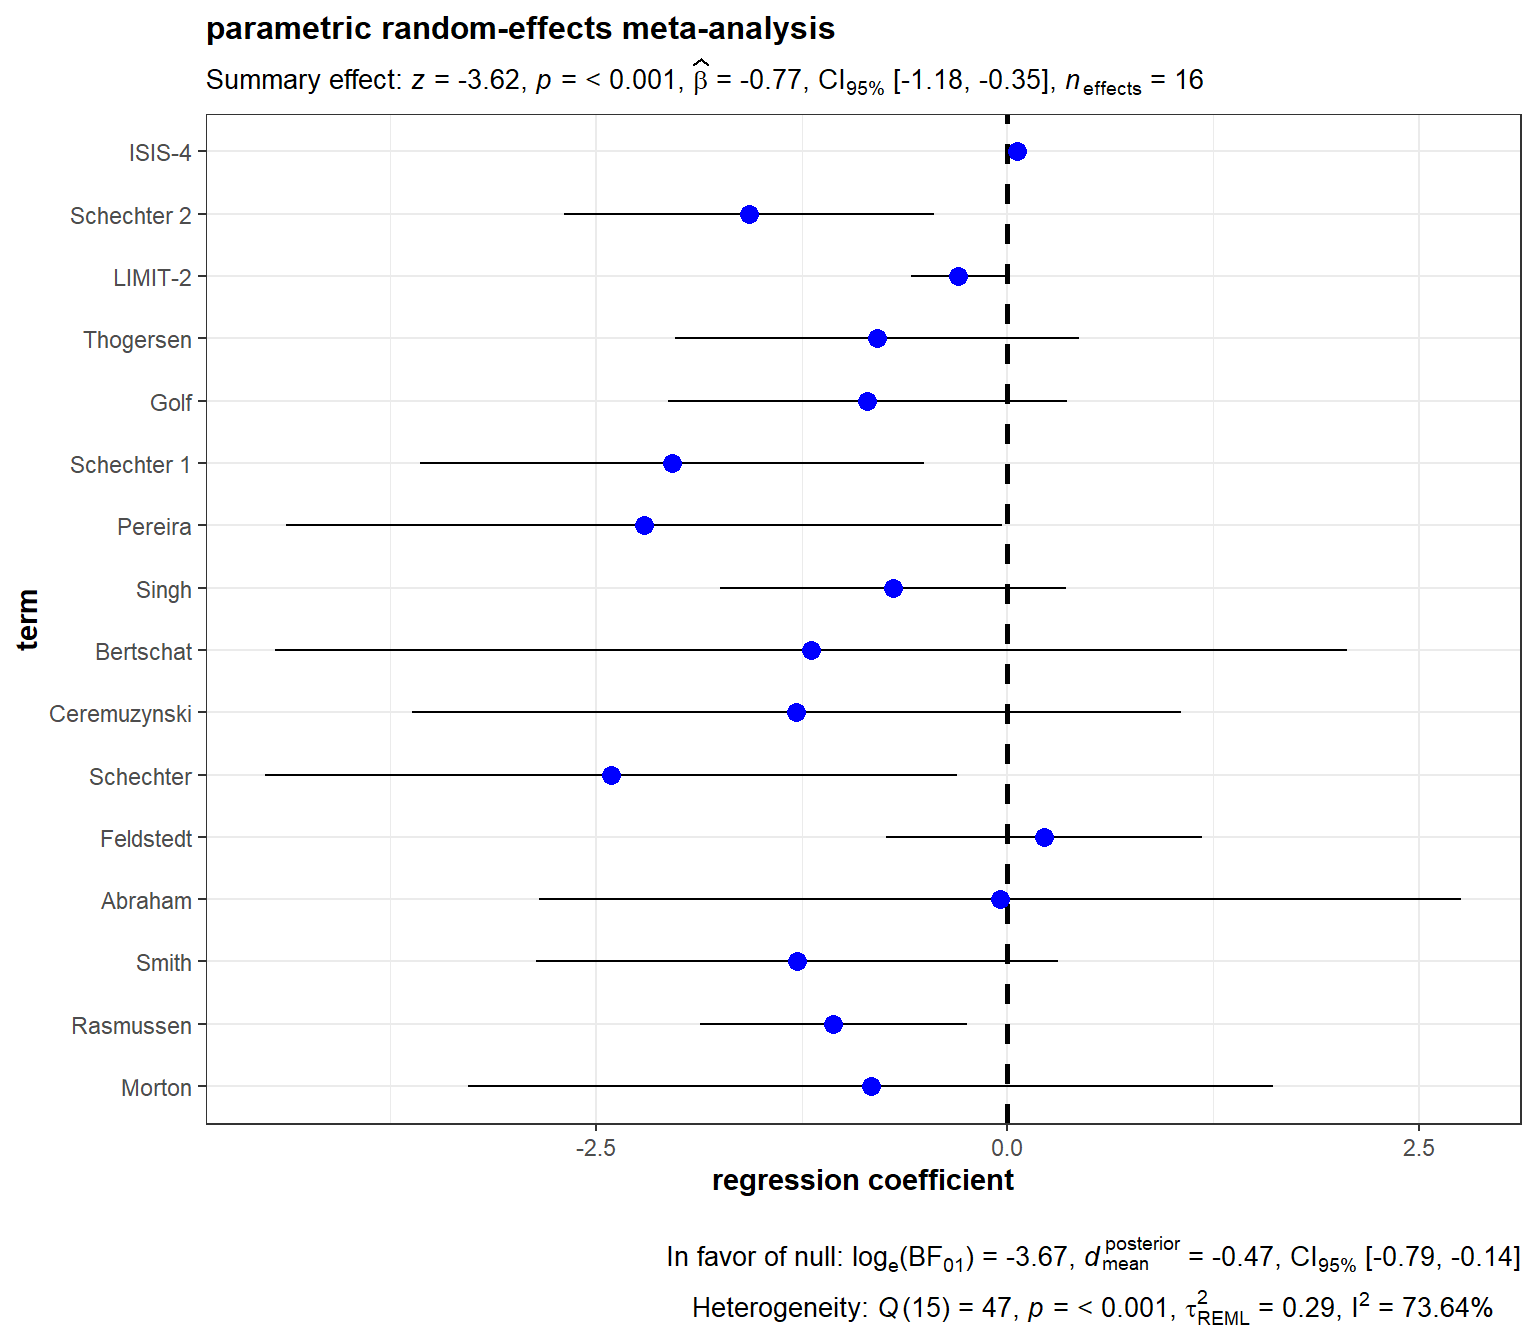 parametric random-effects meta-analysis
Summary effect: z = -3.62, p = < 0.001, β̂ = -0.77, CI95% [-1.18, -0.35], neffects = 16
ISIS-4
Schechter 2
LIMIT-2
Thogersen
Golf
Schechter 1
Pereira
Singh
Bertschat
Ceremuzynski
Schechter
Feldstedt
Abraham
Smith
Rasmussen
Morton
term
-2.5 0.0 2.5
regression coefficient
In favor of null: loge(BF01) = -3.67, d posterior mean = -0.47, CI95% [-0.79, -0.14]
Heterogeneity: Q(15) = 47, p = < 0.001, τ²REML = 0.29, I² = 73.64%